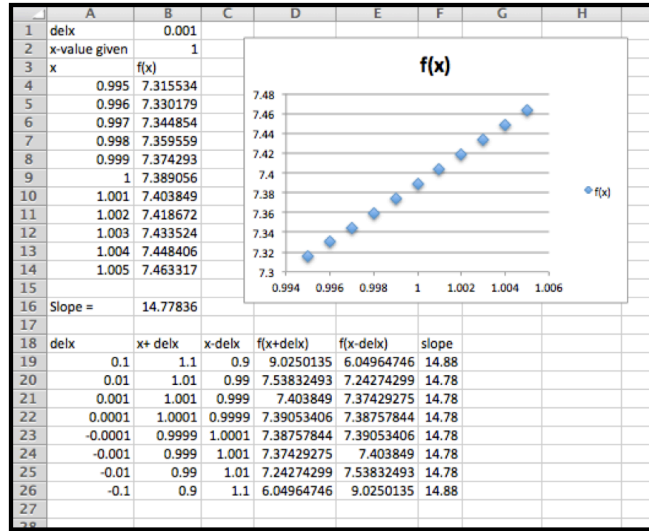 A B C D E F G H
1 delx 0.001
2 x-value given 1
3 x f(x)
4 0.995 7.315534
5 0.996 7.330179
6 0.997 7.344854
7 0.998 7.359559
8 0.999 7.374293
9 1 7.389056
10 1.001 7.403849
11 1.002 7.418672
12 1.003 7.433524
13 1.004 7.448406
14 1.005 7.463317
15
16 Slope = 14.77836
17
18 delx x+ delx x-delx f(x+delx) f(x-delx) slope
19 0.1 1.1 0.9 9.0250135 6.04964746 14.88
20 0.01 1.01 0.99 7.53832493 7.24274299 14.78
21 0.001 1.001 0.999 7.403849 7.37429275 14.78
22 0.0001 1.0001 0.9999 7.39053406 7.38757844 14.78
23 -0.0001 0.9999 1.0001 7.38757844 7.39053406 14.78
24 -0.001 0.999 1.001 7.37429275 7.403849 14.78
25 -0.01 0.99 1.01 7.24274299 7.53832493 14.78
26 -0.1 0.9 1.1 6.04964746 9.0250135 14.88
27
28
f(x)
7.48
7.46
7.44
7.42
7.4
7.38
7.36
7.34
7.32
7.3
0.994 0.996 0.998 1 1.002 1.004 1.006
f(x)